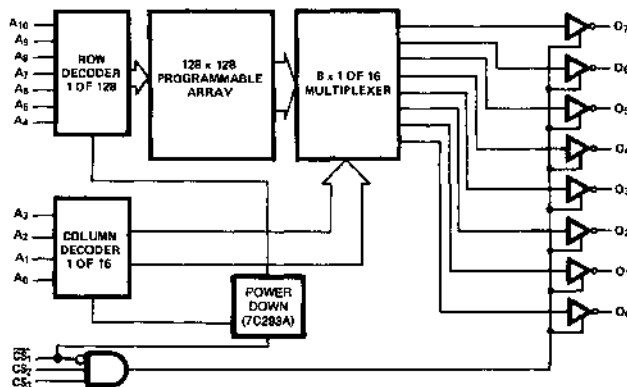 A10
A9
A8
A7
A6
A5
A4
ROW
DECODER
1 OF 128
128 x 128
PROGRAMMABLE
ARRAY
8 x 1 OF 16
MULTIPLEXER
O7
O6
O5
O4
O3
O2
O1
O0
A3
A2
A1
A0
COLUMN
DECODER
1 OF 16
POWER
DOWN
(7C293A)
CS1
CS2
CS3